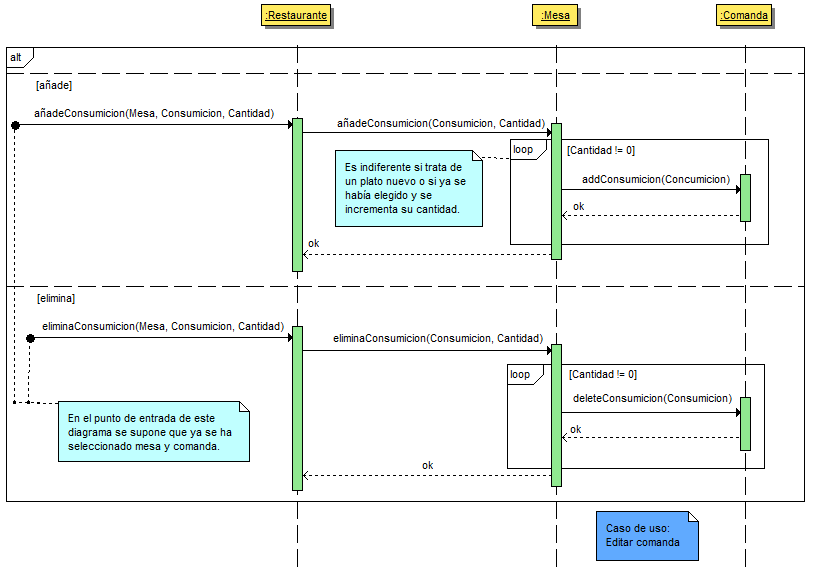 :Restaurante
:Mesa
:Comanda
alt
[añade]
añadeConsumicion(Mesa, Consumicion, Cantidad)
añadeConsumicion(Consumicion, Cantidad)
loop
[Cantidad != 0]
Es indiferente si trata de
un plato nuevo o si ya se
había elegido y se
incrementa su cantidad.
addConsumicion(Concumicion)
ok
ok
[elimina]
eliminaConsumicion(Mesa, Consumicion, Cantidad)
eliminaConsumicion(Consumicion, Cantidad)
loop
[Cantidad != 0]
deleteConsumicion(Consumicion)
ok
En el punto de entrada de este
diagrama se supone que ya se ha
seleccionado mesa y comanda.
ok
Caso de uso:
Editar comanda